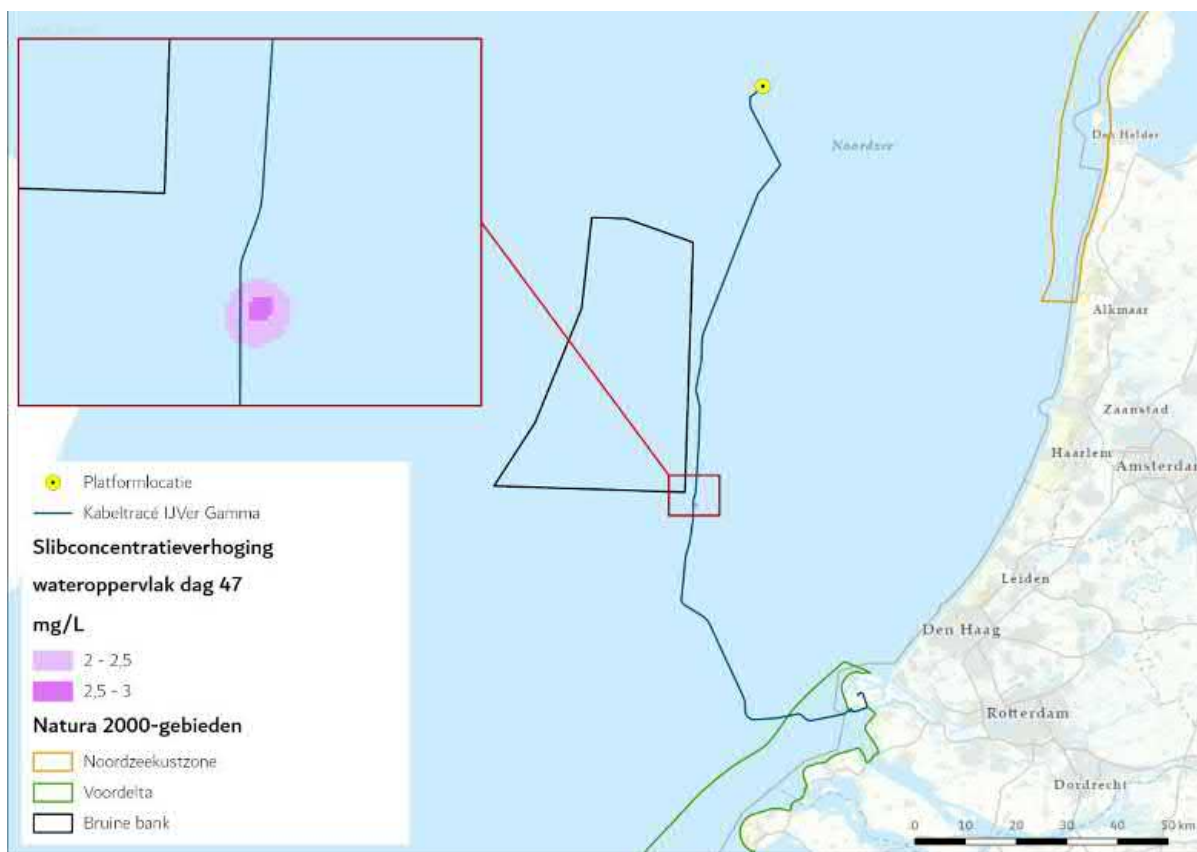 Noordzee
Den Helder
Alkmaar
Zaanstad
Haarlem
Amsterdam
Leiden
Den Haag
Rotterdam
Dordrecht
Platformlocatie
Kabeltracé IJVer Gamma
Slibconcentratieverhoging
wateroppervlak dag 47
mg/L
2 - 2,5
2,5 - 3
Natura 2000-gebieden
Noordzeekustzone
Voordelta
Bruine bank
0 10 20 30 40 50 km